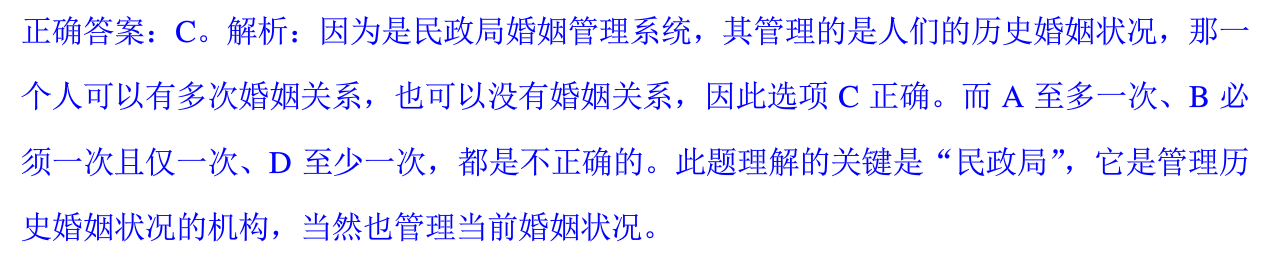 正确答案：C。解析：因为是民政局婚姻管理系统，其管理的是人们的历史婚姻状况，那一
个人可以有多次婚姻关系，也可以没有婚姻关系，因此选项 C 正确。而 A 至多一次、B 必
须一次且仅一次、D 至少一次，都是不正确的。此题理解的关键是“民政局”，它是管理历
史婚姻状况的机构，当然也管理当前婚姻状况。